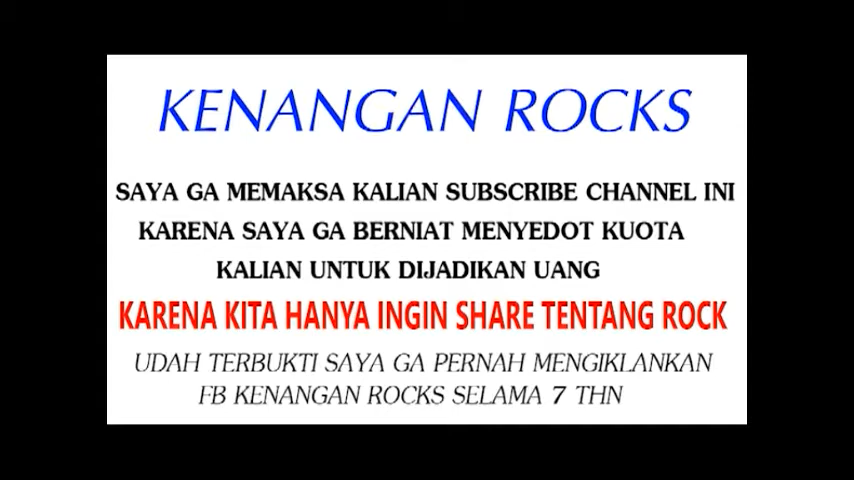 KENANGAN ROCKS
SAYA GA MEMAKSA KALIAN SUBSCRIBE CHANNEL INI
KARENA SAYA GA BERNIAT MENYEDOT KUOTA
KALIAN UNTUK DIJADIKAN UANG
KARENA KITA HANYA INGIN SHARE TENTANG ROCK
UDAH TERBUKTI SAYA GA PERNAH MENGIKLANKAN
FB KENANGAN ROCKS SELAMA 7 THN